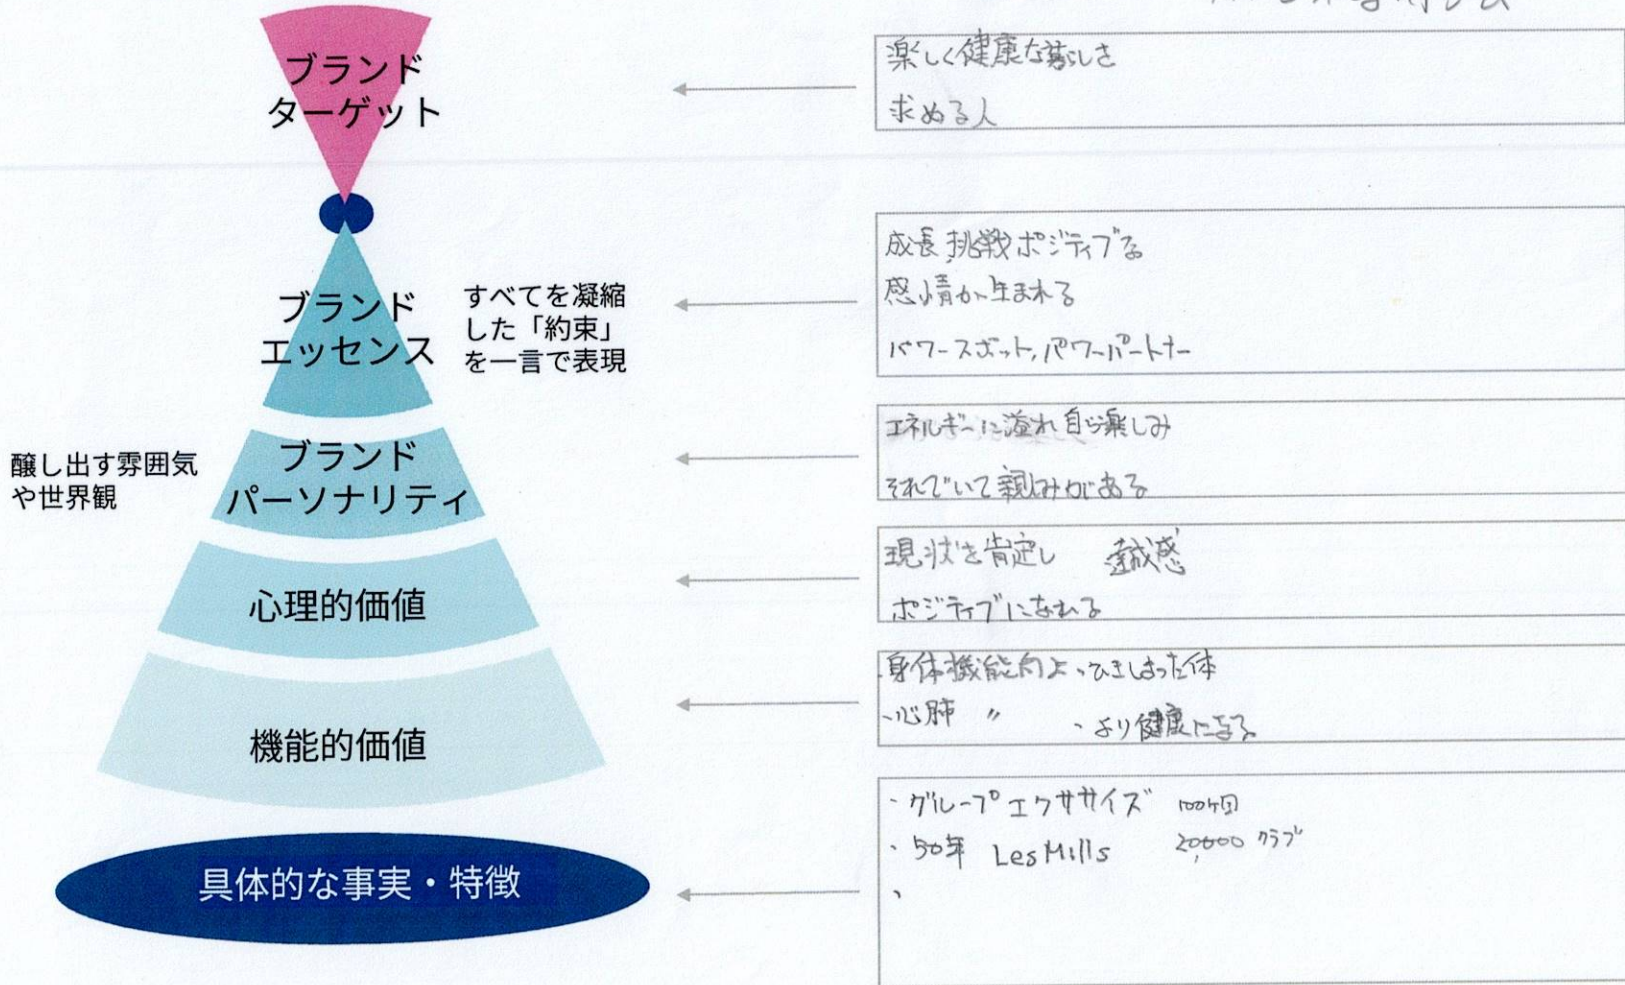 ブランド
ターゲット
楽しく健康な暮しを
求める人
ブランド
エッセンス
すべてを凝縮
した「約束」
を一言で表現
成長 挑戦 ポジティブな
感情が生まれる
パワースポット,パワーパートナー
醸し出す雰囲気
や世界観
ブランド
パーソナリティ
エネルギーに溢れ自ら楽しみ
それでいて親しみがある
心理的価値
現状を肯定し 達成感
ポジティブになれる
機能的価値
・身体機能向上・ひきしまった体
・心肺 〃 ・より健康になる
具体的な事実・特徴
・グループエクササイズ 100ヶ国
・50年 Les Mills 20,000 クラブ
、